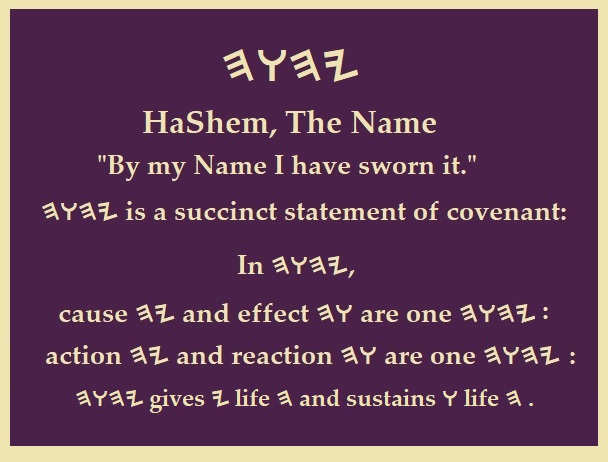 𐤉𐤄𐤅𐤄
HaShem, The Name
"By my Name I have sworn it."
𐤉𐤄𐤅𐤄 is a succinct statement of covenant:
In 𐤉𐤄𐤅𐤄,
cause 𐤉𐤄 and effect 𐤅𐤄 are one 𐤉𐤄𐤅𐤄 :
action 𐤉𐤄 and reaction 𐤅𐤄 are one 𐤉𐤄𐤅𐤄 :
𐤉𐤄𐤅𐤄 gives 𐤉 life 𐤄 and sustains 𐤅 life 𐤄 .